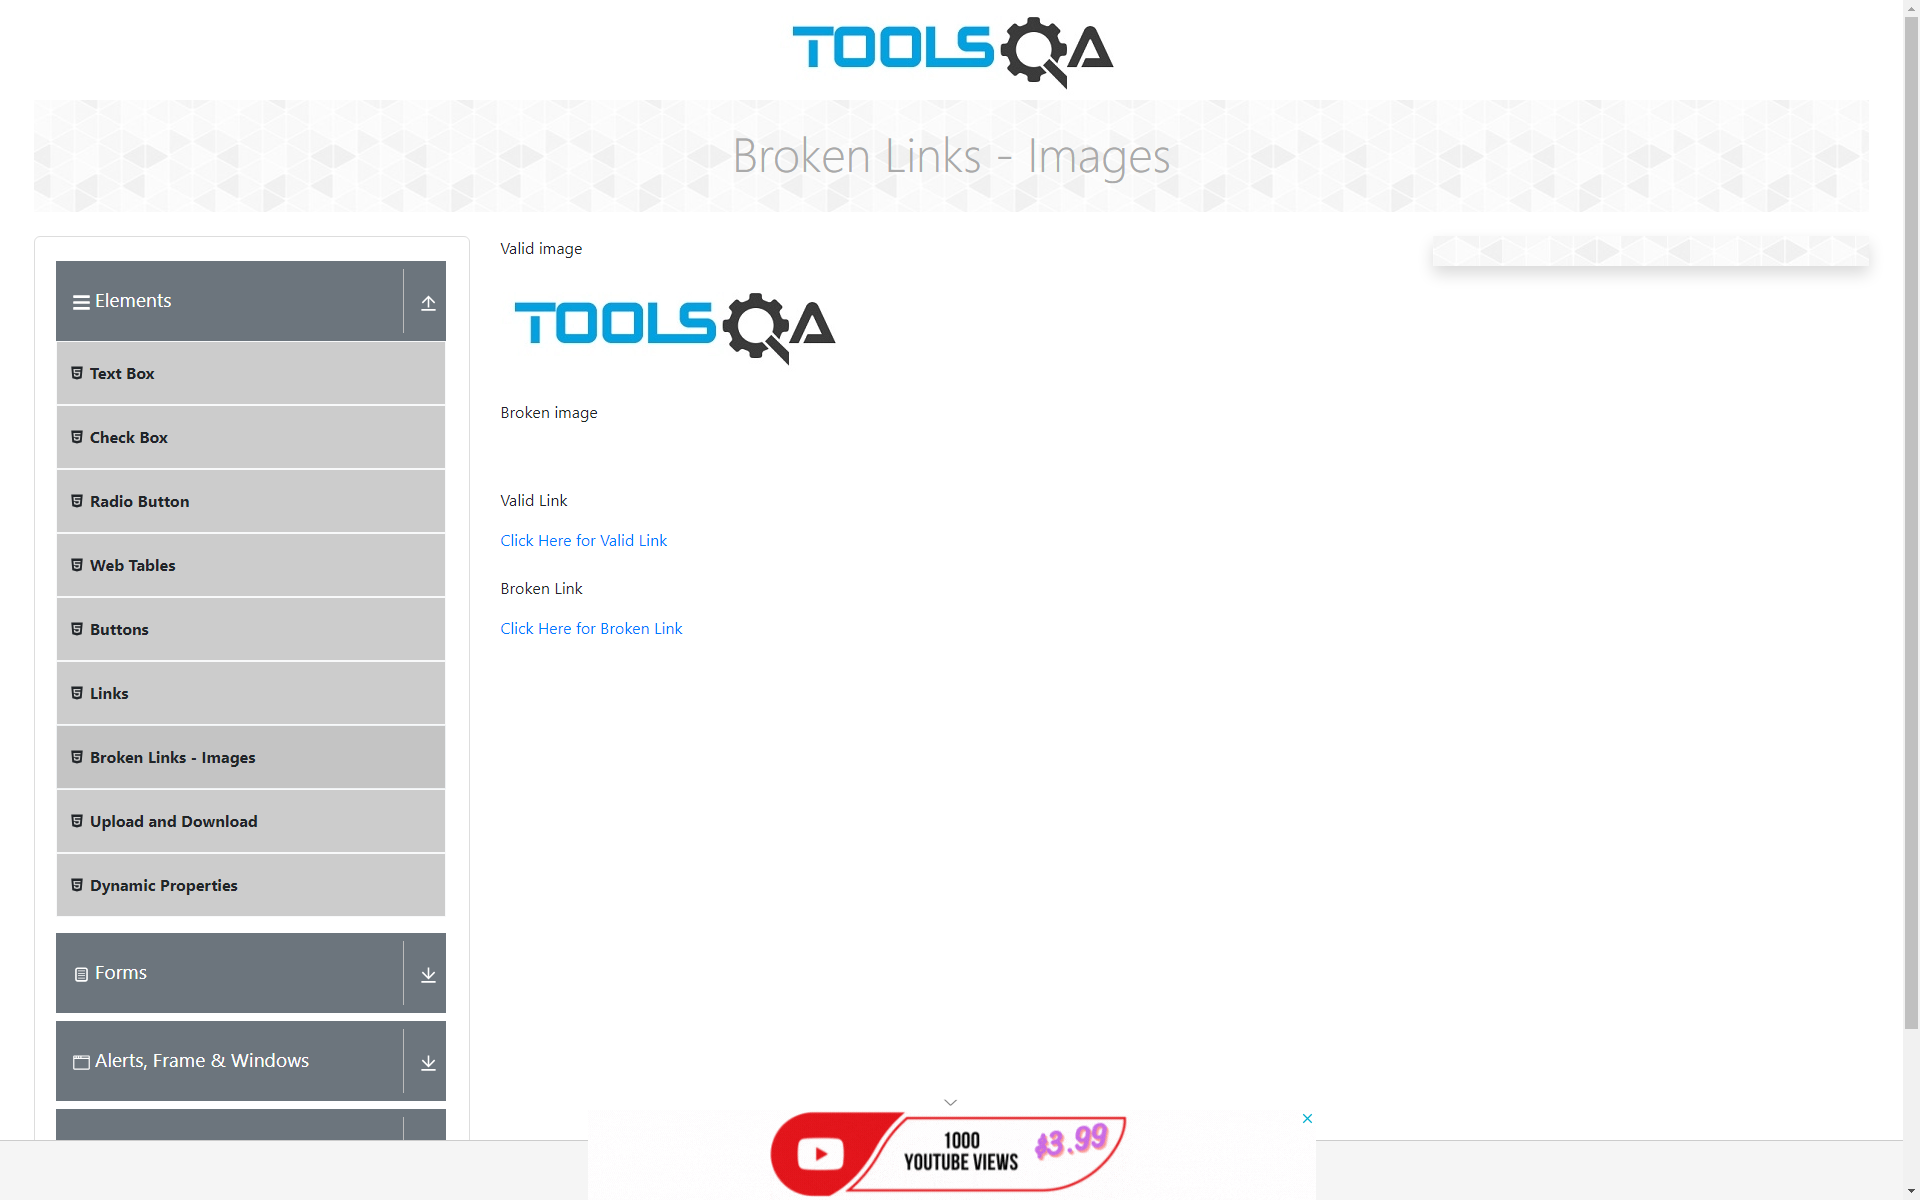 TOOLSQA
Broken Links - Images
Elements
Text Box
Check Box
Radio Button
Web Tables
Buttons
Links
Broken Links - Images
Upload and Download
Dynamic Properties
Forms
Alerts, Frame & Windows
Valid image
TOOLSQA
Broken image
Valid Link
Click Here for Valid Link
Broken Link
Click Here for Broken Link
1000
YOUTUBE VIEWS
£3.99